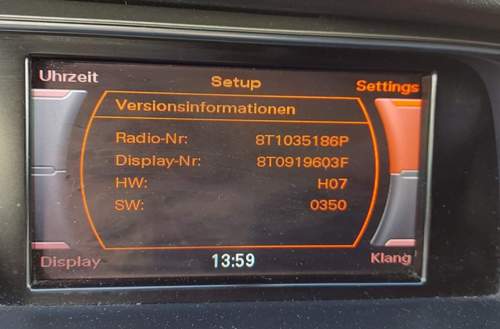 Uhrzeit
Setup
Settings
Versionsinformationen
Radio-Nr: 8T1035186P
Display-Nr: 8T0919603F
HW: H07
SW: 0350
Display
13:59
Klang